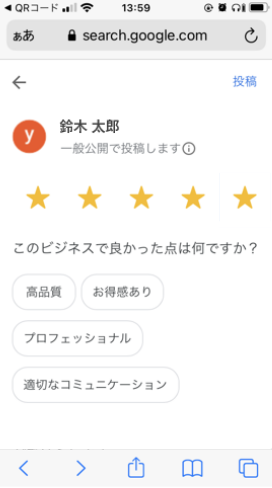 QRコード 13:59
ぁあ search.google.com
投稿
y 鈴木 太郎
一般公開で投稿します
このビジネスで良かった点は何ですか？
高品質 お得感あり
プロフェッショナル
適切なコミュニケーション